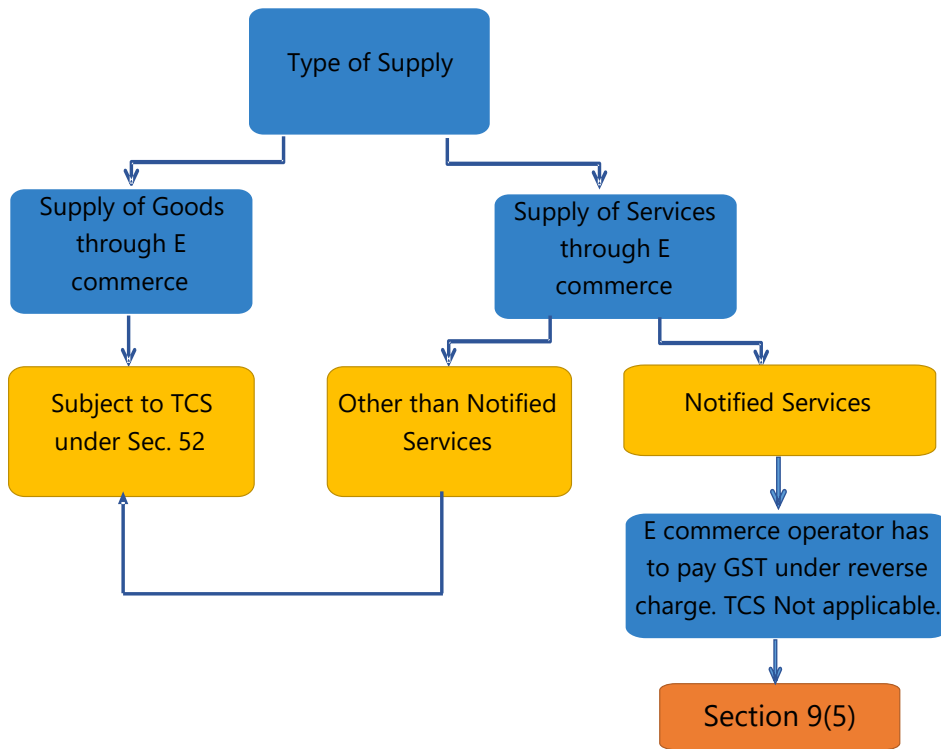 Type of Supply
Supply of Goods
through E
commerce
Supply of Services
through E
commerce
Subject to TCS
under Sec. 52
Other than Notified
Services
Notified Services
E commerce operator has
to pay GST under reverse
charge. TCS Not applicable.
Section 9(5)